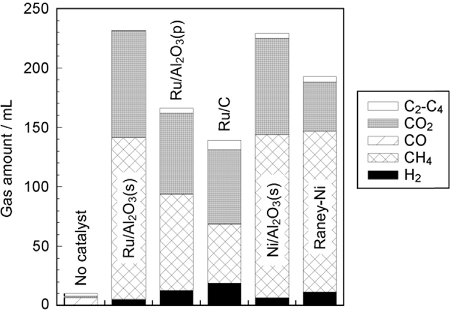 250
200
150
100
50
0
Gas amount / mL
No catalyst
Ru/Al2O3(s)
Ru/Al2O3(p)
Ru/C
Ni/Al2O3(s)
Raney-Ni
C2-C4
CO2
CO
CH4
H2